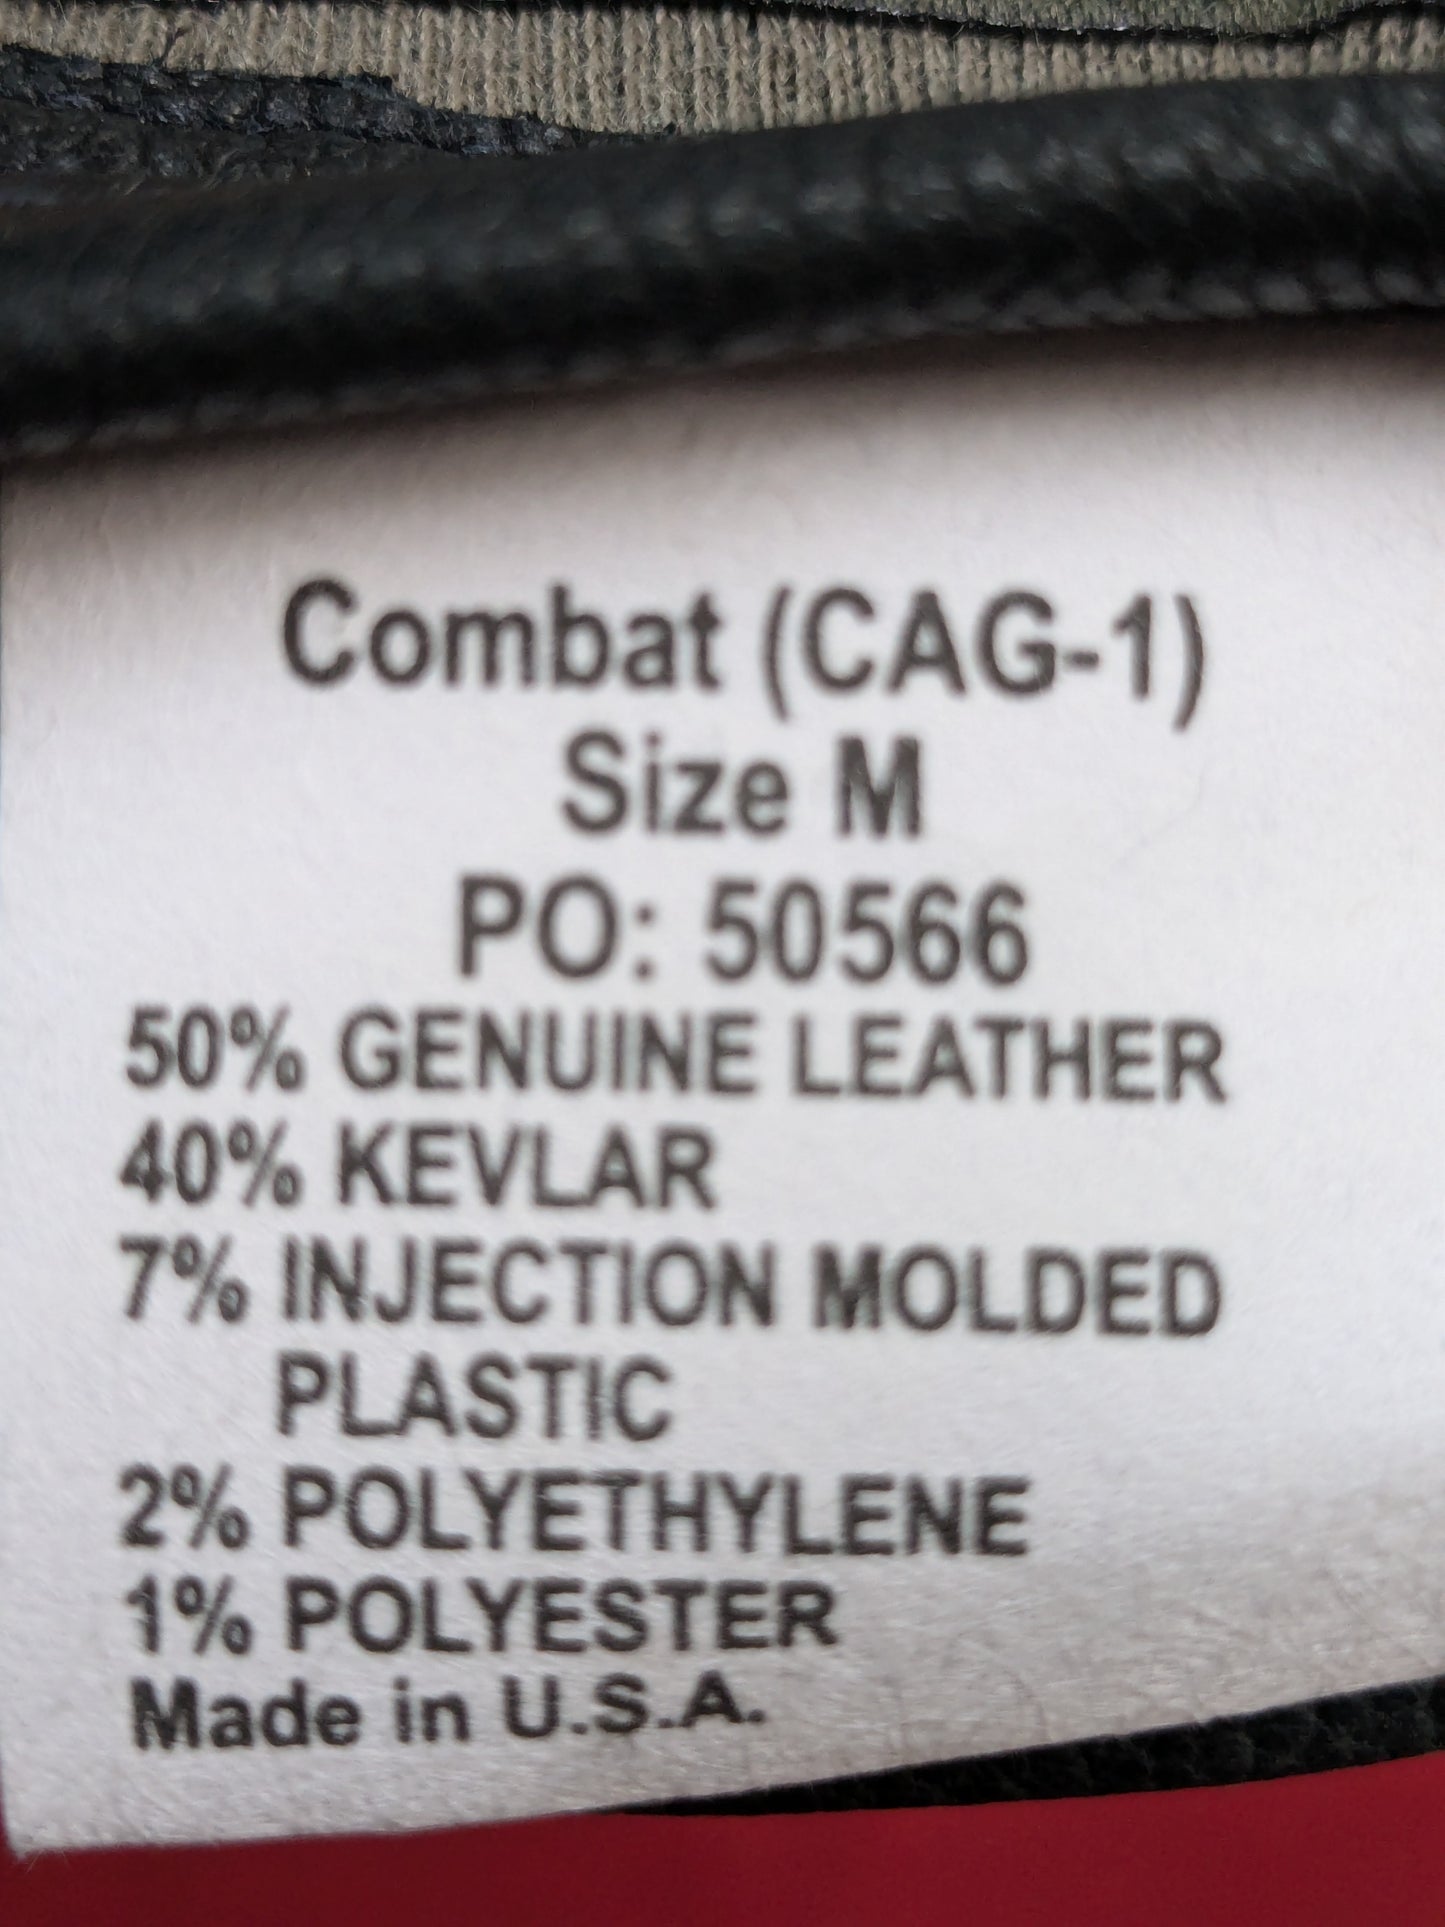 Combat (CAG-1)
Size M
PO: 50566
50% GENUINE LEATHER
40% KEVLAR
7% INJECTION MOLDED
PLASTIC
2% POLYETHYLENE
1% POLYESTER
Made in U.S.A.